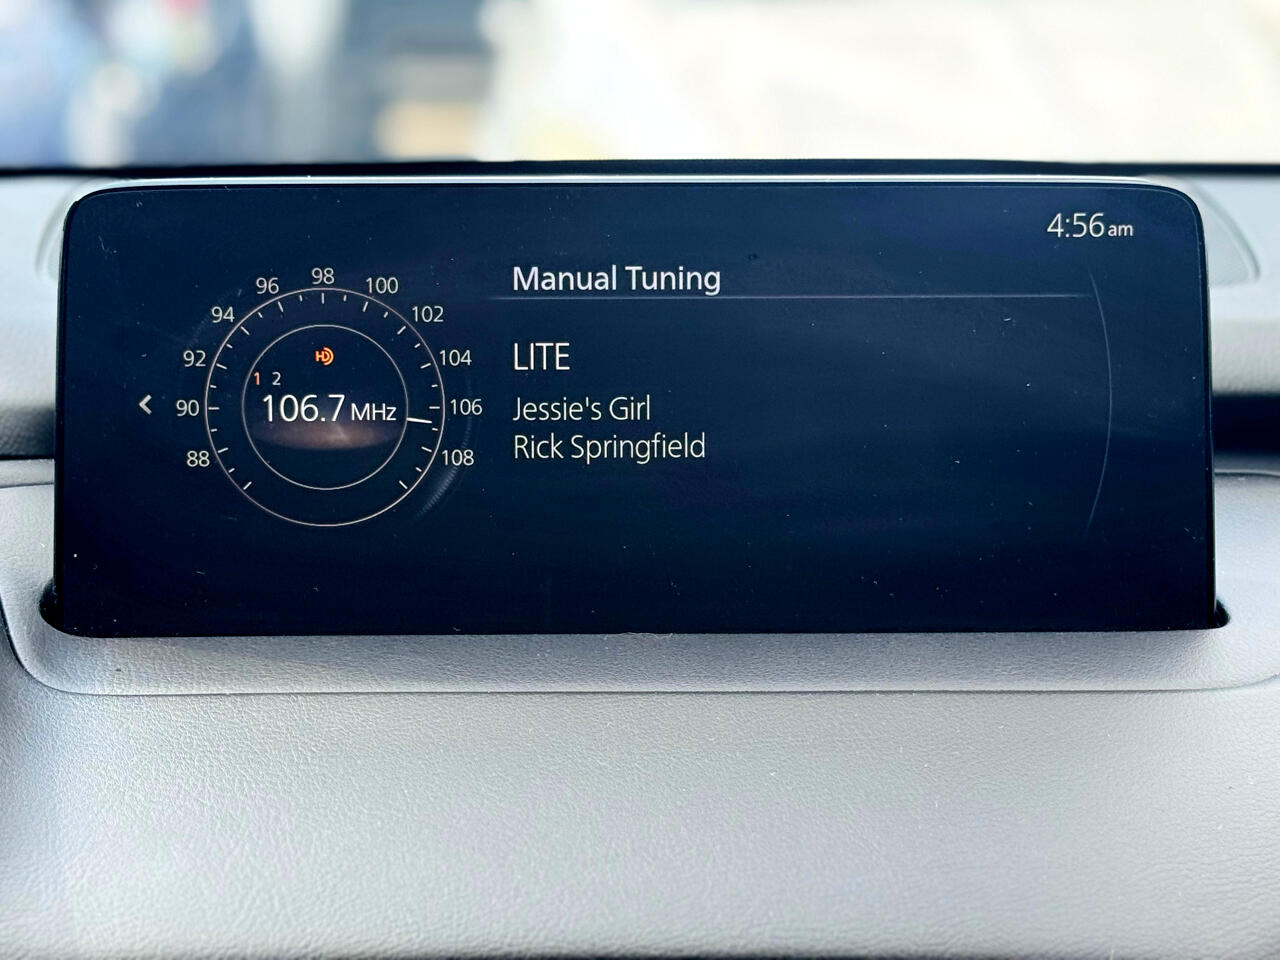 4:56am
Manual Tuning
98
96 100
94 102
92 104
HD
1 2
LITE
90 106.7 MHz 106
Jessie's Girl
88 108
Rick Springfield